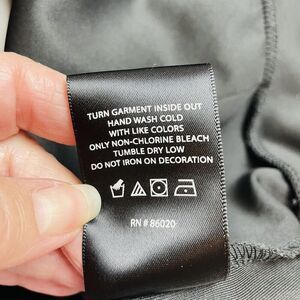 TURN GARMENT INSIDE OUT
HAND WASH COLD
WITH LIKE COLORS
ONLY NON-CHLORINE BLEACH
TUMBLE DRY LOW
DO NOT IRON ON DECORATION
RN # 86020